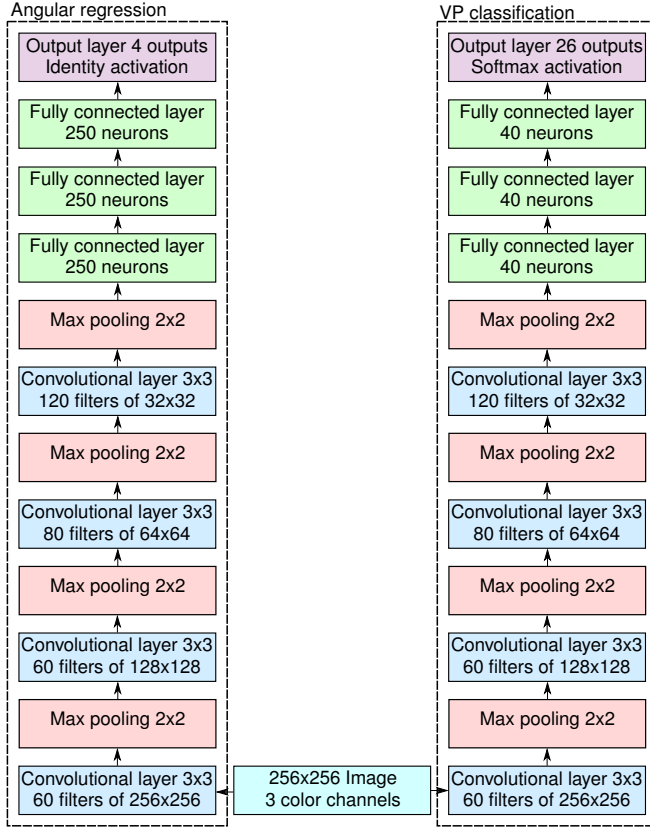 Angular regression
Output layer 4 outputs
Identity activation
Fully connected layer
250 neurons
Fully connected layer
250 neurons
Fully connected layer
250 neurons
Max pooling 2x2
Convolutional layer 3x3
120 filters of 32x32
Max pooling 2x2
Convolutional layer 3x3
80 filters of 64x64
Max pooling 2x2
Convolutional layer 3x3
60 filters of 128x128
Max pooling 2x2
Convolutional layer 3x3
60 filters of 256x256
256x256 Image
3 color channels
VP classification
Output layer 26 outputs
Softmax activation
Fully connected layer
40 neurons
Fully connected layer
40 neurons
Fully connected layer
40 neurons
Max pooling 2x2
Convolutional layer 3x3
120 filters of 32x32
Max pooling 2x2
Convolutional layer 3x3
80 filters of 64x64
Max pooling 2x2
Convolutional layer 3x3
60 filters of 128x128
Max pooling 2x2
Convolutional layer 3x3
60 filters of 256x256